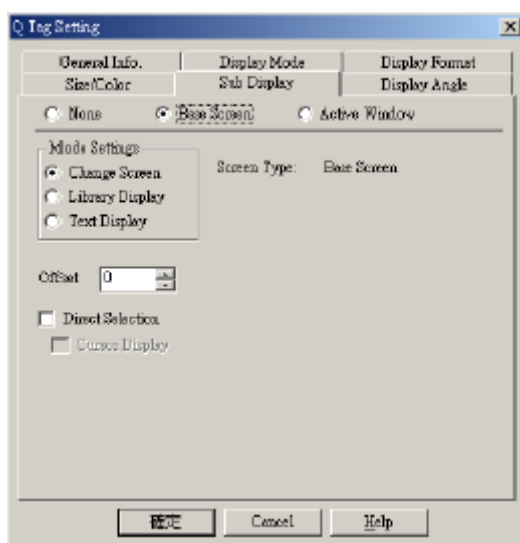 Q Tag Setting
General Info. Display Mode Display Format
Size/Color Sub Display Display Angle
None Base Screen Active Window
Mode Settings
Change Screen Screen Type: Base Screen
Library Display
Text Display
Offset 0
Direct Selection
Cursor Display
確定 Cancel Help